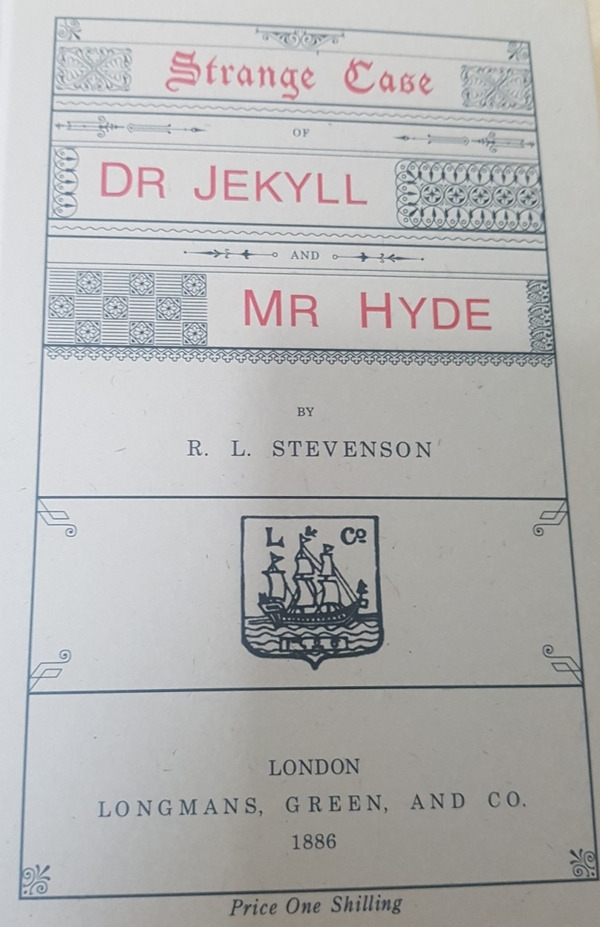 Strange Case
OF
DR JEKYLL
AND
MR HYDE
BY
R. L. STEVENSON
L Co
LONDON
LONGMANS, GREEN, AND CO.
1886
Price One Shilling